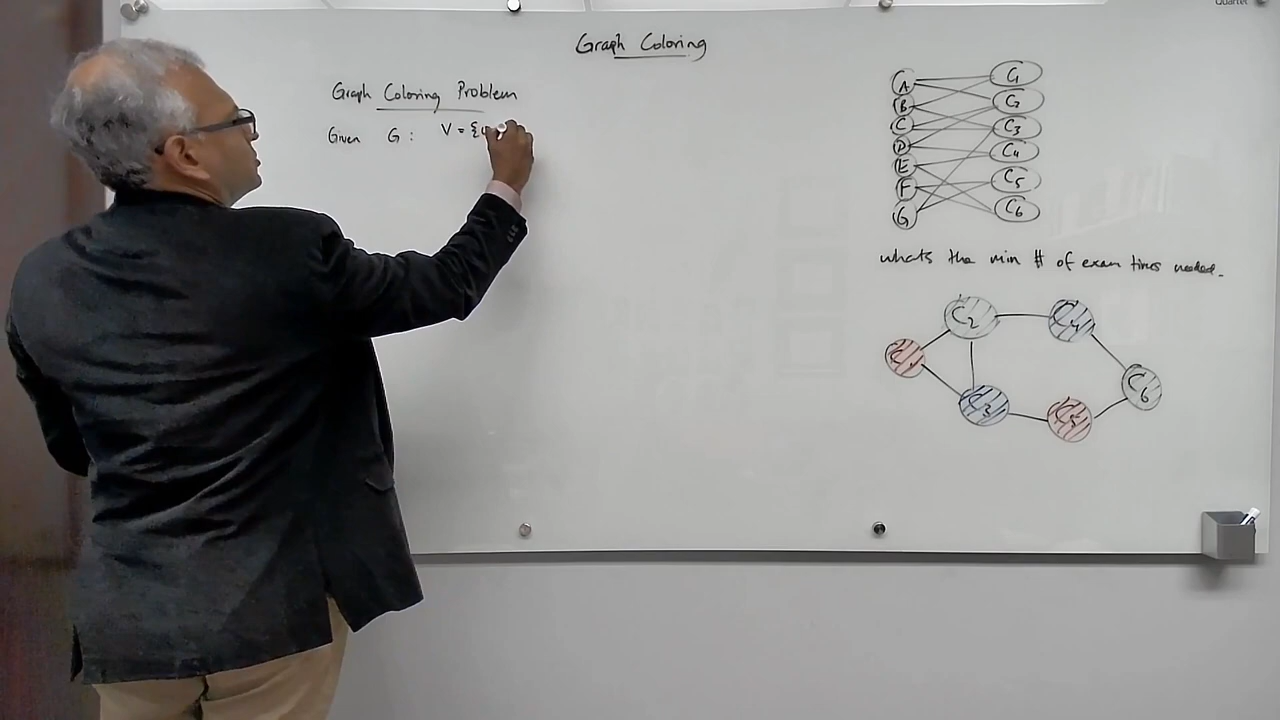 Quartet
Graph Coloring
Graph Coloring Problem
Given G: V = {
A
B
C
D
E
F
G
C1
C2
C3
C4
C5
C6
whats the min # of exam times needed.
C2
C4
C1
C3
C5
C6